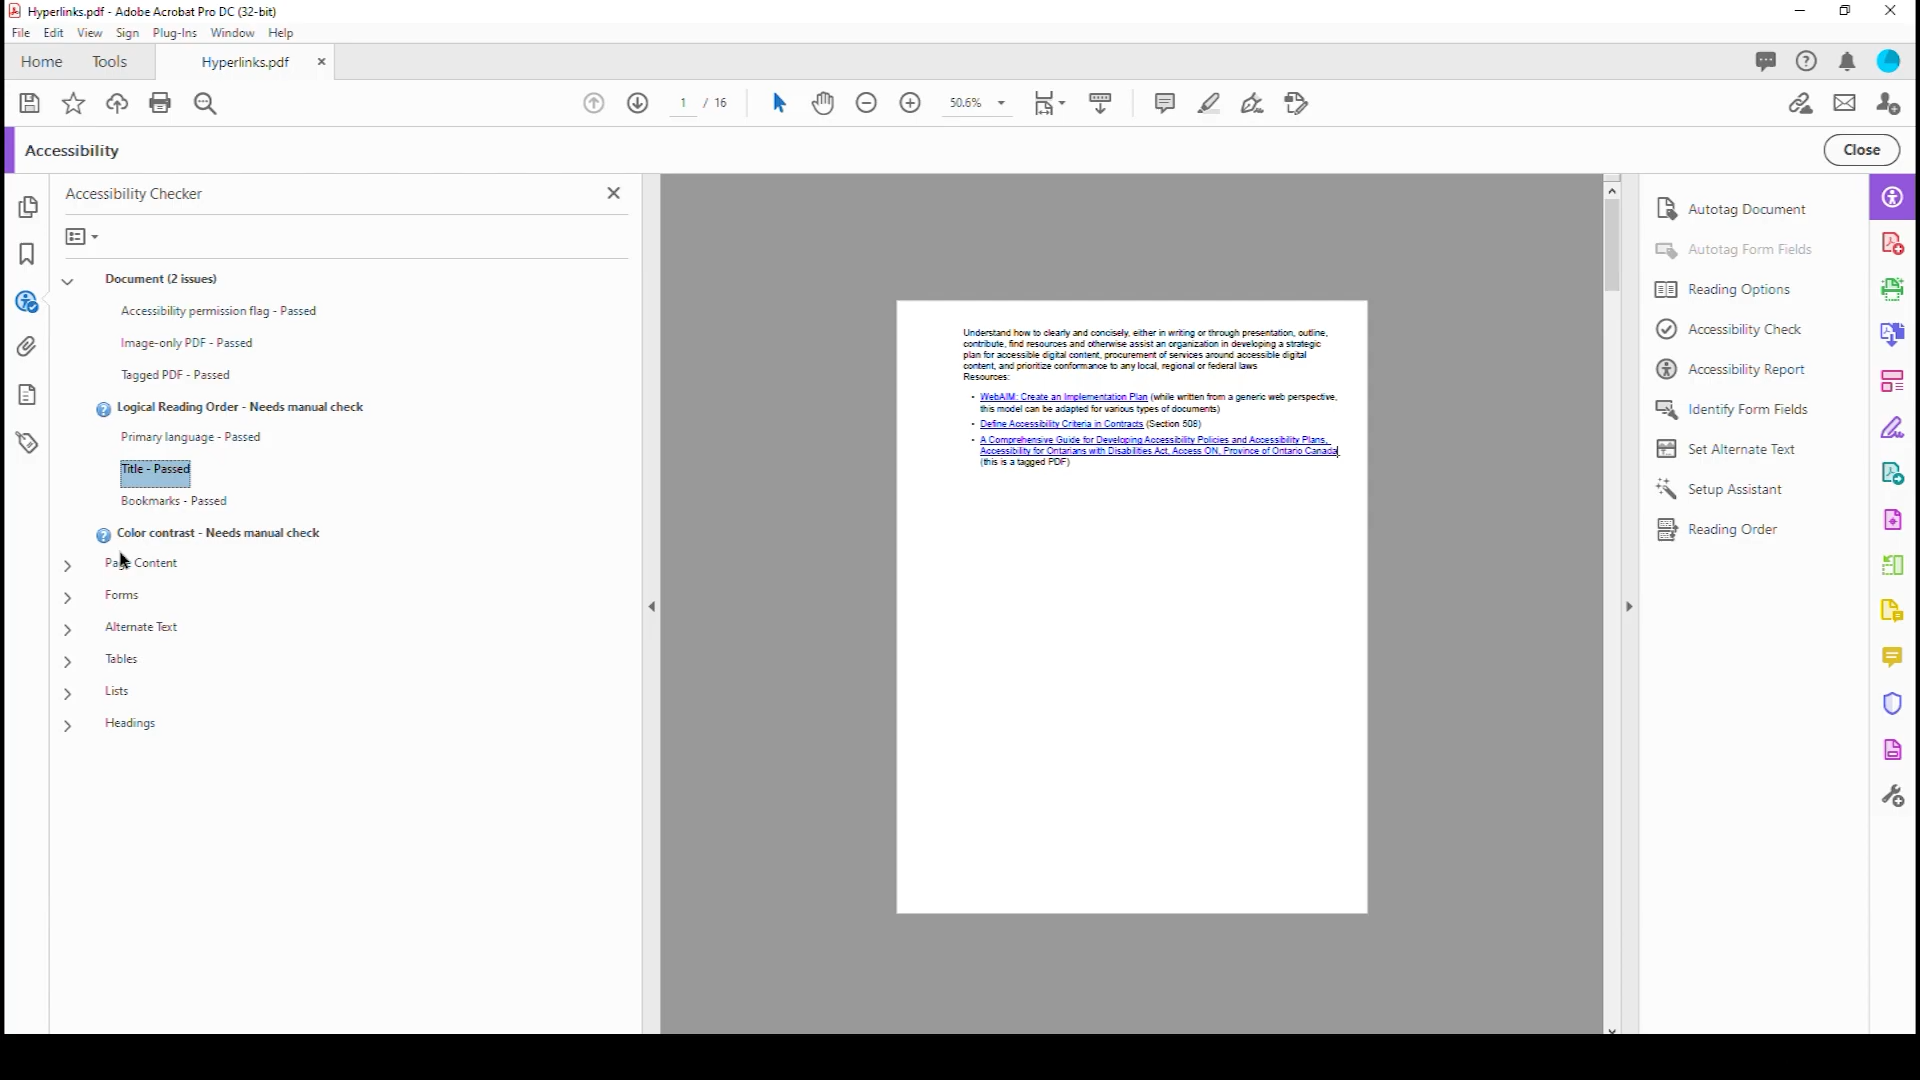 Hyperlinks.pdf - Adobe Acrobat Pro DC (32-bit)
File Edit View Sign Plug-Ins Window Help
Home Tools Hyperlinks.pdf
1 / 16 50.6%
Accessibility Close
Accessibility Checker
Document (2 issues)
Accessibility permission flag - Passed
Image-only PDF - Passed
Tagged PDF - Passed
Logical Reading Order - Needs manual check
Primary language - Passed
Title - Passed
Bookmarks - Passed
Color contrast - Needs manual check
Page Content
Forms
Alternate Text
Tables
Lists
Headings
Understand how to clearly and concisely, either in writing or through presentation, outline,
contribute, find resources and otherwise assist an organization in developing a strategic
plan for accessible digital content, procurement of services around accessible digital
content, and prioritize conformance to any local, regional or federal laws
Resources:
• WebAIM: Create an Implementation Plan (while written from a generic web perspective,
this model can be adapted for various types of documents)
• Define Accessibility Criteria in Contracts (Section 508)
• A Comprehensive Guide for Developing Accessibility Policies and Accessibility Plans,
Accessibility for Ontarians with Disabilities Act, Access ON, Province of Ontario Canada
(this is a tagged PDF)
Autotag Document
Autotag Form Fields
Reading Options
Accessibility Check
Accessibility Report
Identify Form Fields
Set Alternate Text
Setup Assistant
Reading Order